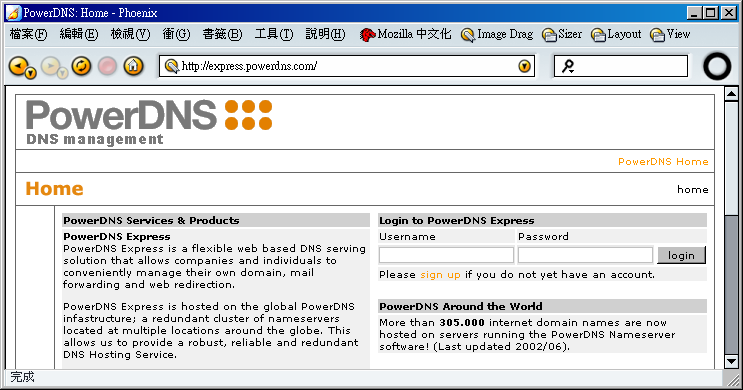 PowerDNS: Home - Phoenix
檔案(F) 編輯(E) 檢視(V) 衝(G) 書籤(B) 工具(T) 說明(H) Mozilla 中文化 Image Drag Sizer Layout View
http://express.powerdns.com/
PowerDNS
DNS management
PowerDNS Home
Home
home
PowerDNS Services & Products
PowerDNS Express
PowerDNS Express is a flexible web based DNS serving
solution that allows companies and individuals to
conveniently manage their own domain, mail
forwarding and web redirection.
PowerDNS Express is hosted on the global PowerDNS
infastructure; a redundant cluster of nameservers
located at multiple locations around the globe. This
allows us to provide a robust, reliable and redundant
DNS Hosting Service.
Login to PowerDNS Express
Username Password
login
Please sign up if you do not yet have an account.
PowerDNS Around the World
More than 305.000 internet domain names are now
hosted on servers running the PowerDNS Nameserver
software! (Last updated 2002/06).
完成